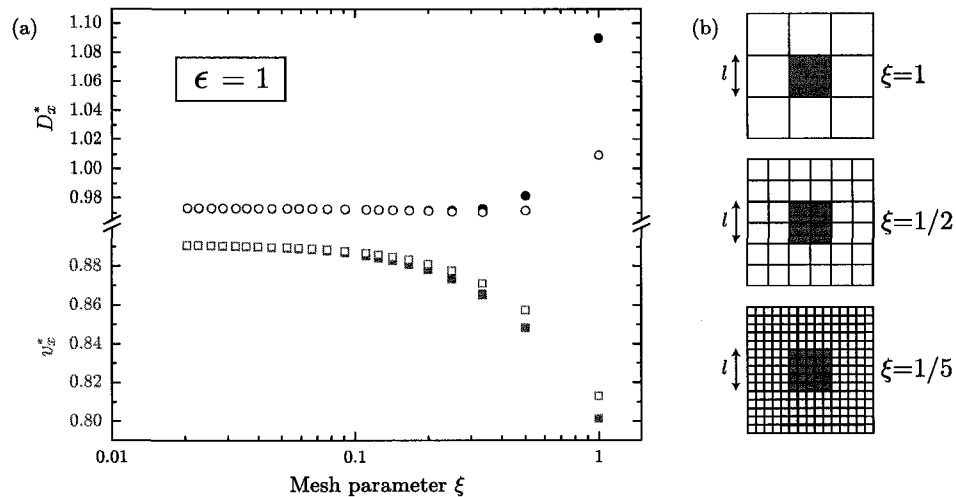 (a)
1.10
1.08
1.06
1.04
1.02
1.00
0.98
0.88
0.86
0.84
0.82
0.80
D*x
v*x
ϵ = 1
0.01
0.1
1
Mesh parameter ξ
(b)
l
ξ=1
l
ξ=1/2
l
ξ=1/5